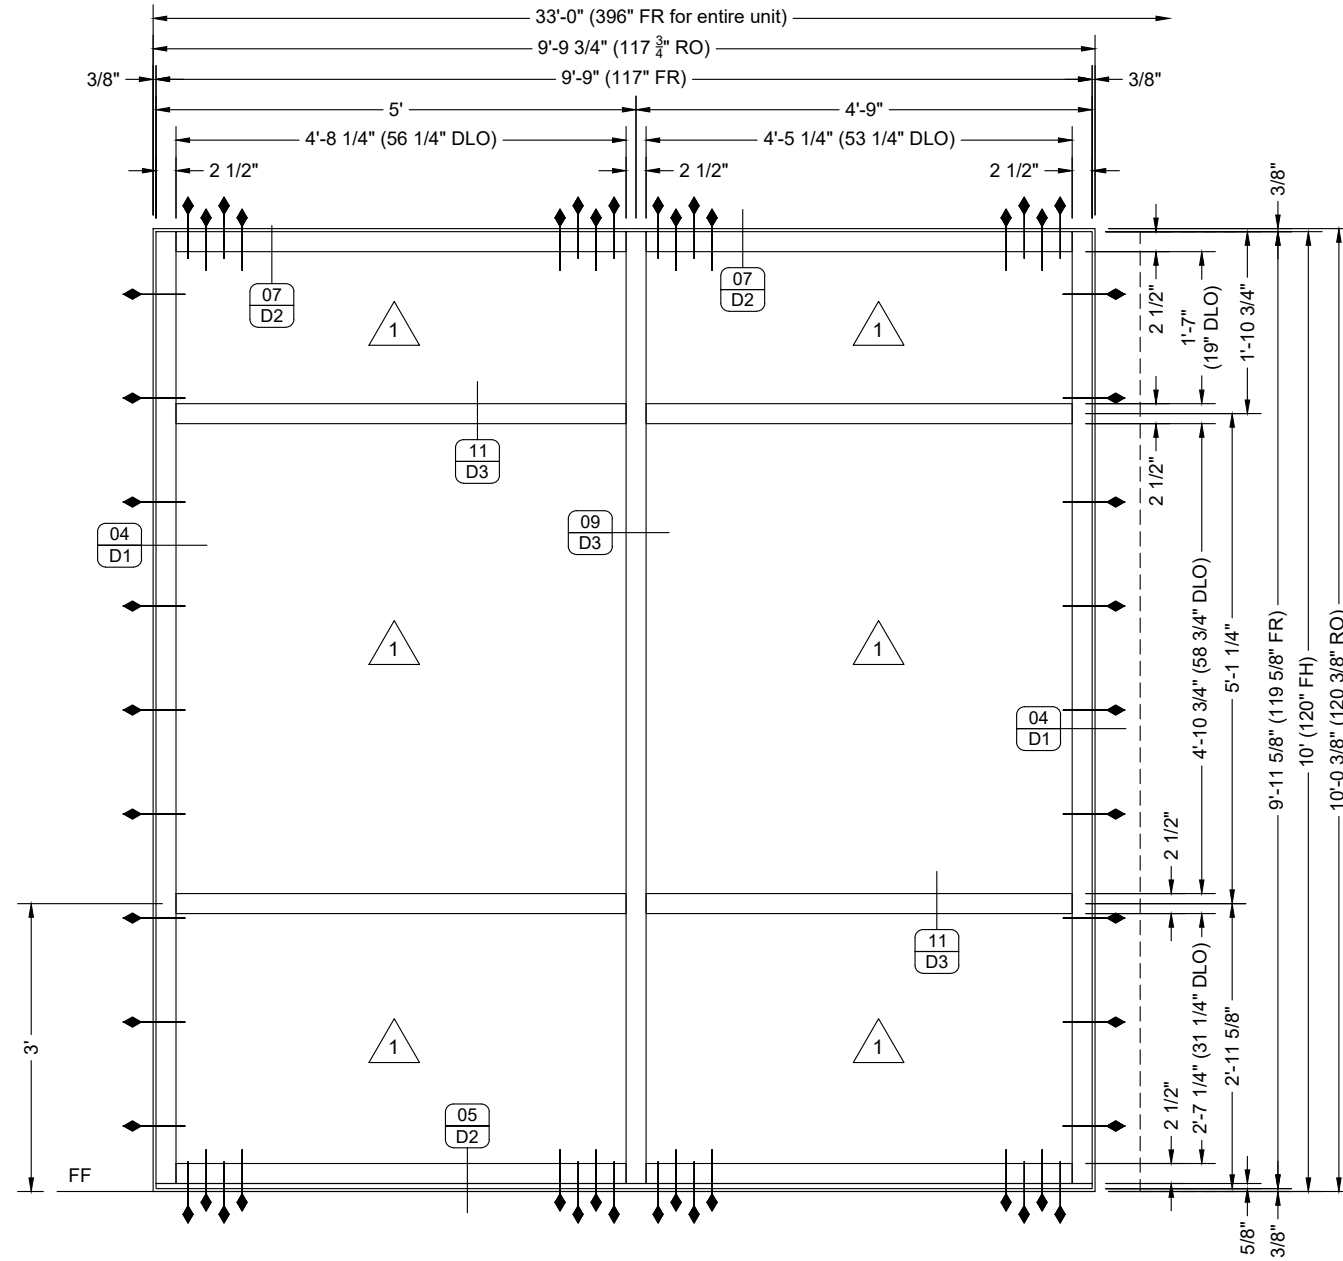 33'-0" (396" FR for entire unit)
9'-9 3/4" (117 3/4" RO)
3/8"
9'-9" (117" FR)
3/8"
5'
4'-9"
4'-8 1/4" (56 1/4" DLO)
4'-5 1/4" (53 1/4" DLO)
2 1/2"
2 1/2"
2 1/2"
3/8"
07
D2
07
D2
1
1
2 1/2"
1'-7"
(19" DLO)
1'-10 3/4"
11
D3
2 1/2"
04
D1
09
D3
4'-10 3/4" (58 3/4" DLO)
5'-1 1/4"
9'-11 5/8" (119 5/8" FR)
10' (120" FH)
10'-0 3/8" (120 3/8" RO)
1
1
04
D1
2 1/2"
11
D3
3'
1
1
2'-7 1/4" (31 1/4" DLO)
2'-11 5/8"
2 1/2"
05
D2
FF
5/8"
3/8"